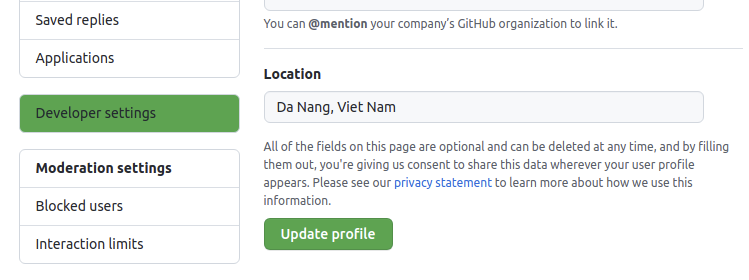 Saved replies
Applications
Developer settings
Moderation settings
Blocked users
Interaction limits
You can @mention your company's GitHub organization to link it.
Location
Da Nang, Viet Nam
All of the fields on this page are optional and can be deleted at any time, and by filling
them out, you're giving us consent to share this data wherever your user profile
appears. Please see our privacy statement to learn more about how we use this
information.
Update profile